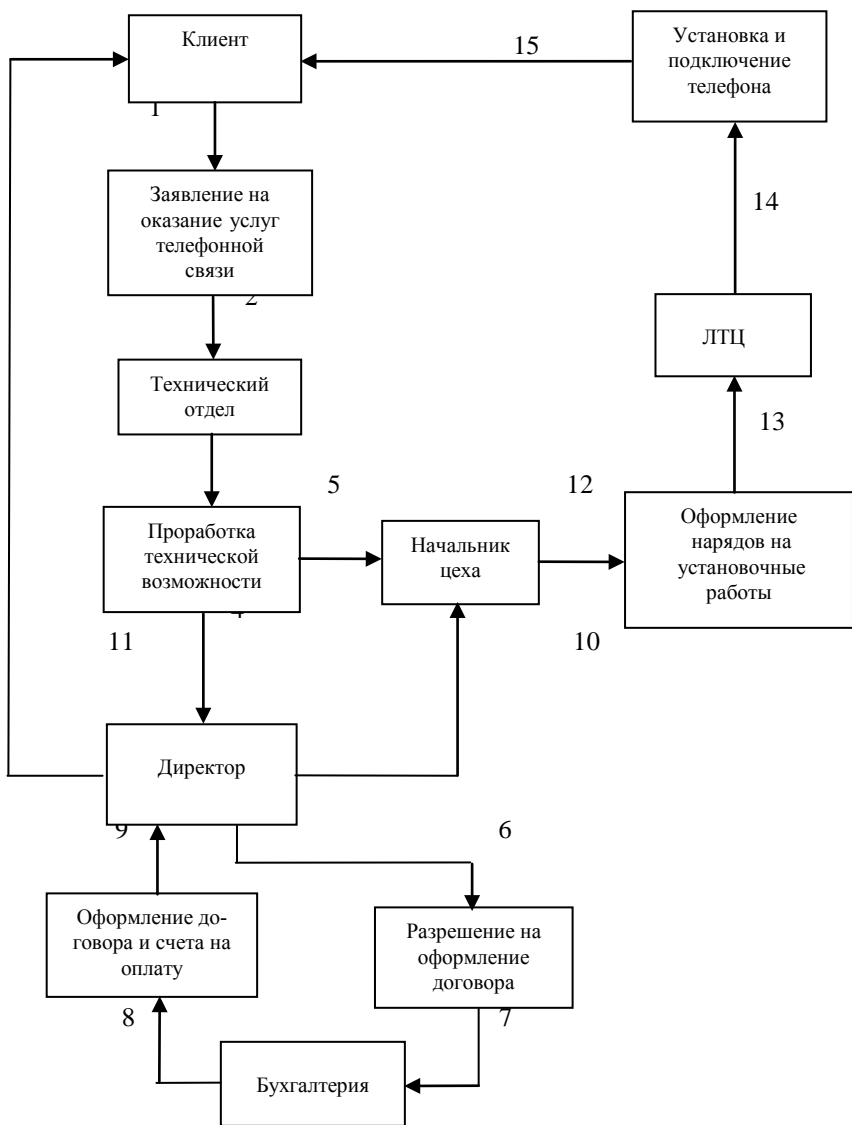 Клиент
15
Установка и
подключение
телефона
1
Заявление на
оказание услуг
телефонной
связи
14
2
ЛТЦ
Технический
отдел
13
5
12
Проработка
технической
возможности
Начальник
цеха
Оформление
нарядов на
установочные
работы
4
11
10
Директор
9
6
Оформление до-
говора и счета на
оплату
Разрешение на
оформление
договора
8
7
Бухгалтерия